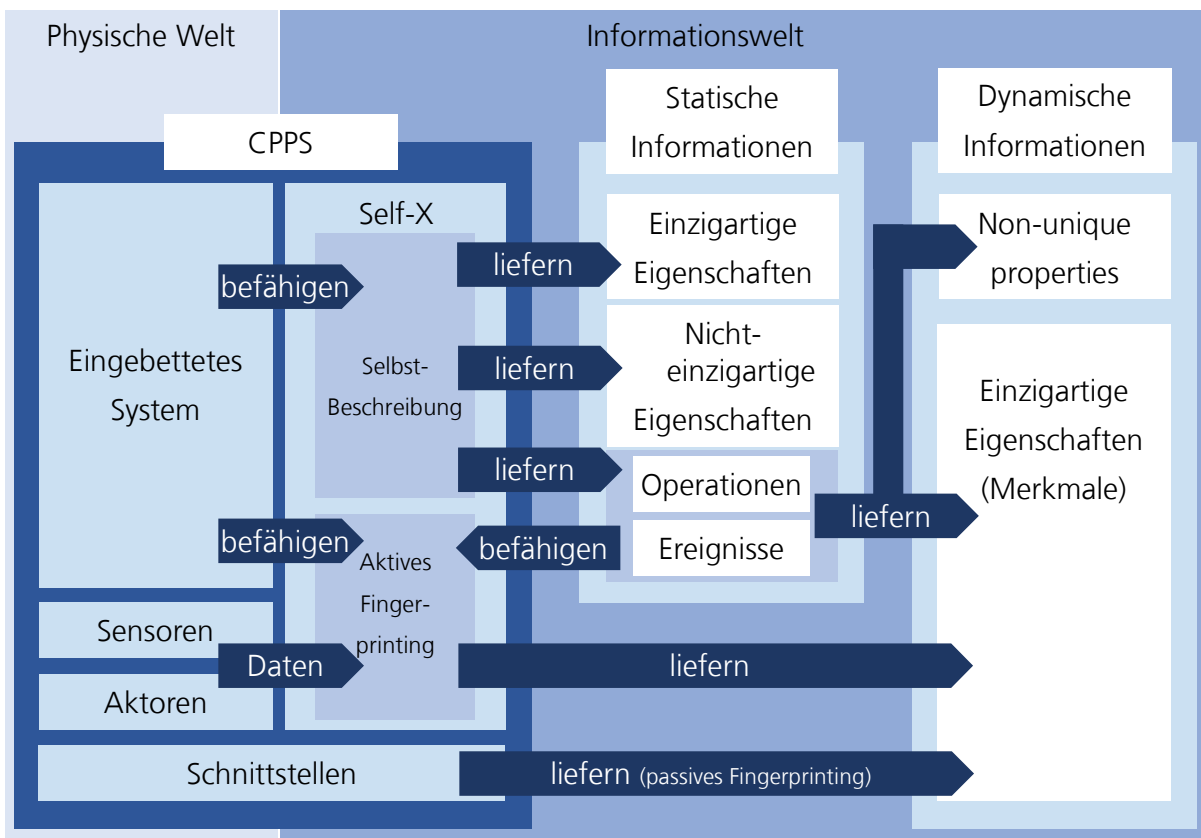 Physische Welt
Informationswelt
CPPS
Statische
Informationen
Dynamische
Informationen
Self-X
Einzigartige
Eigenschaften
Non-unique
properties
befähigen
liefern
Nicht-
einzigartige
Eigenschaften
liefern
Eingebettetes
System
Selbst-
Beschreibung
Einzigartige
Eigenschaften
(Merkmale)
liefern
Operationen
liefern
befähigen
befähigen
Ereignisse
Aktives
Finger-
printing
Sensoren
Daten
liefern
Aktoren
Schnittstellen
liefern (passives Fingerprinting)